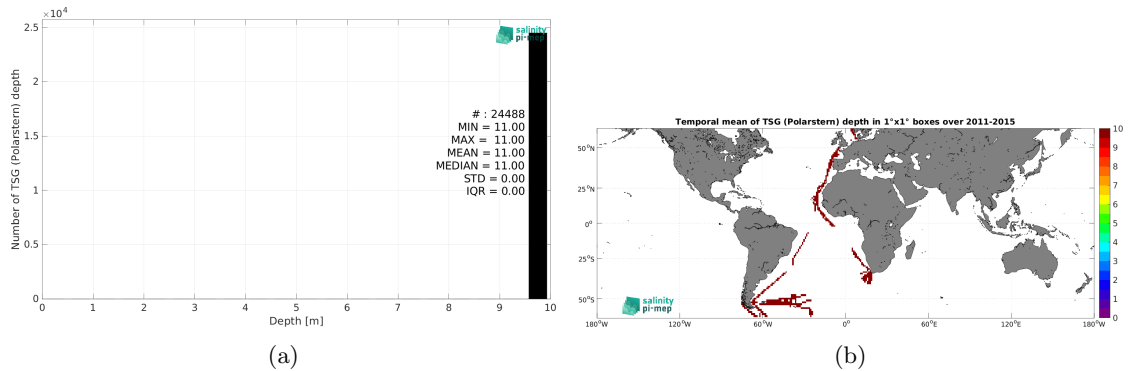 ×10⁴
2.5
2
1.5
1
0.5
0
Number of TSG (Polarstern) depth
salinity
pi-mep
# : 24488
MIN = 11.00
MAX = 11.00
MEAN = 11.00
MEDIAN = 11.00
STD = 0.00
IQR = 0.00
0 1 2 3 4 5 6 7 8 9 10
Depth [m]
(a)
Temporal mean of TSG (Polarstern) depth in 1°x1° boxes over 2011-2015
50°N
25°N
0°
25°S
50°S
salinity
pi-mep
180°W 120°W 60°W 0° 60°E 120°E 180°W
10
9
8
7
6
5
4
3
2
1
0
(b)